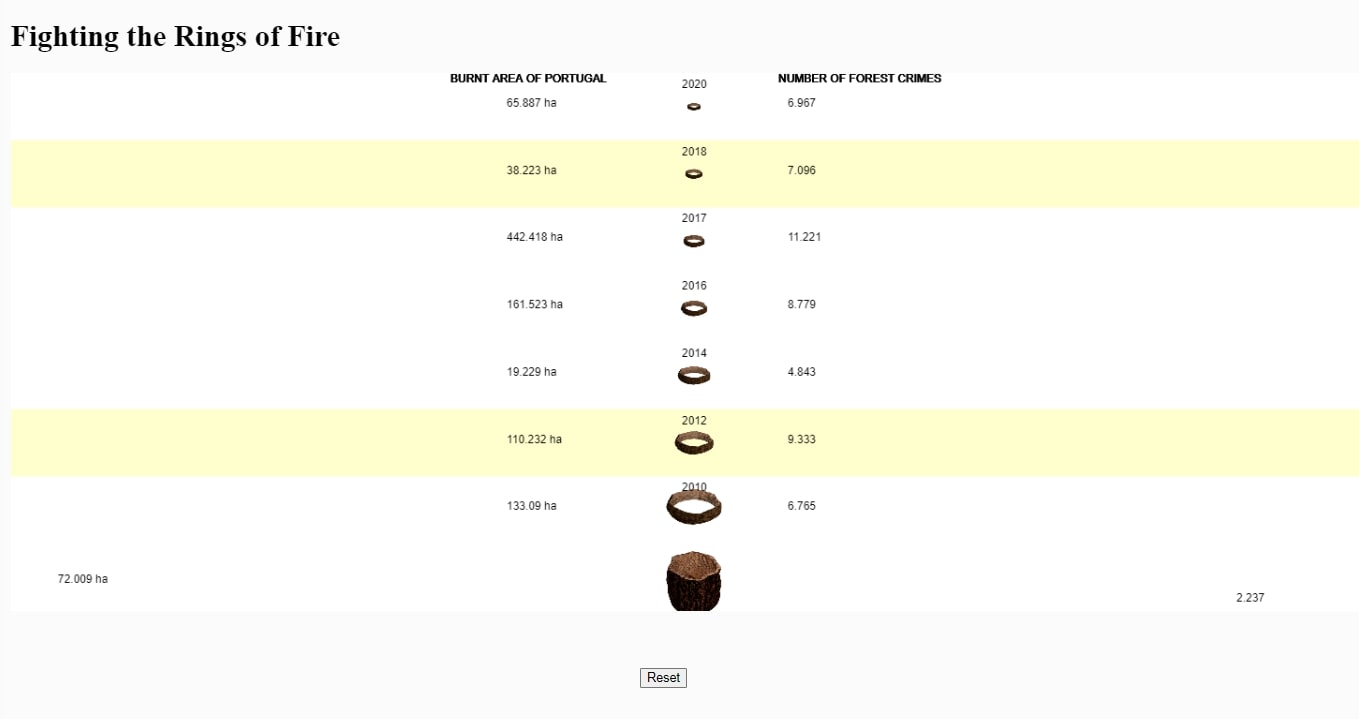 Fighting the Rings of Fire
BURNT AREA OF PORTUGAL NUMBER OF FOREST CRIMES
2020
65.887 ha 6.967
2018
38.223 ha 7.096
2017
442.418 ha 11.221
2016
161.523 ha 8.779
2014
19.229 ha 4.843
2012
110.232 ha 9.333
2010
133.09 ha 6.765
72.009 ha
2.237
Reset